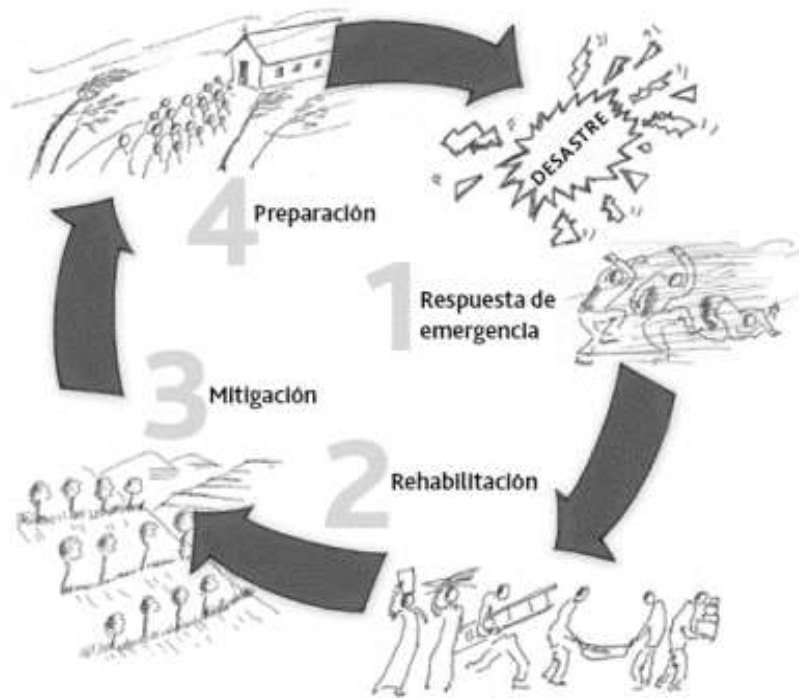 DESASTRE
4 Preparación
1 Respuesta de
emergencia
3 Mitigación
2 Rehabilitación